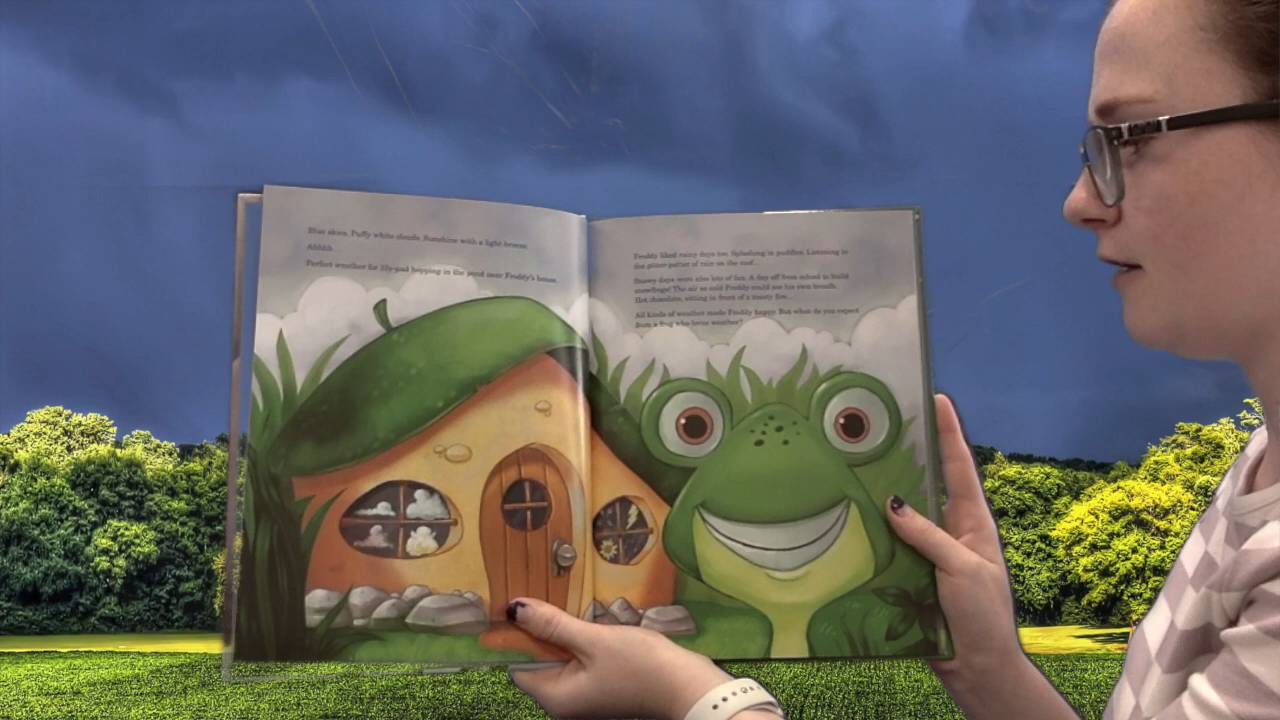 Blue skies. Puffy white clouds. Sunshine with a light breeze.
Ahhhh.
Perfect weather for lily-pad hopping in the pond near Freddy's house.
Freddy liked rainy days too. Splashing in puddles. Listening to
the pitter-patter of rain on the roof...
Snowy days were also lots of fun. A day off from school to build
snowfrogs! The air so cold Freddy could see his own breath.
Hot chocolate, sitting in front of a toasty fire...
All kinds of weather made Freddy happy. But what do you expect
from a frog who loves weather?